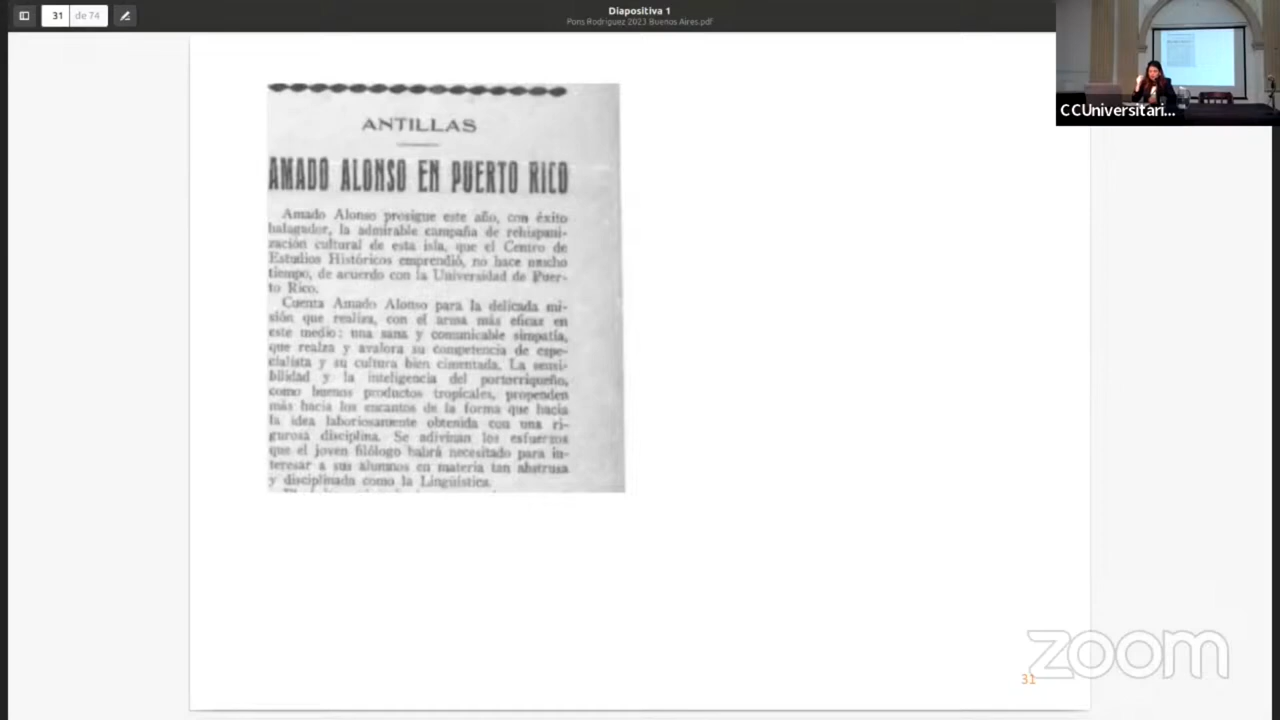 31 de 74
Diapositiva 1
Pons Rodríguez 2023 Buenos Aires.pdf
CCUniversitari...
ANTILLAS
AMADO ALONSO EN PUERTO RICO
Amado Alonso prosigue este año, con éxito
halagador, la admirable campaña de rehispani-
zación cultural de esta isla, que el Centro de
Estudios Históricos emprendió, no hace mucho
tiempo, de acuerdo con la Universidad de Puer-
to Rico.
Cuenta Amado Alonso para la delicada mi-
sión que realiza, con el arma más eficaz en
este medio: una sana y comunicable simpatía,
que realza y avalora su competencia de espe-
cialista y su cultura bien cimentada. La sensi-
bilidad y la inteligencia del portorriqueño,
como buenos productos tropicales, propenden
más hacia los encantos de la forma que hacia
la idea laboriosamente obtenida con una ri-
gurosa disciplina. Se adivinan los esfuerzos
que el joven filólogo habrá necesitado para in-
teresar a sus alumnos en materia tan abstrusa
y disciplinada como la Lingüística.
zoom
31